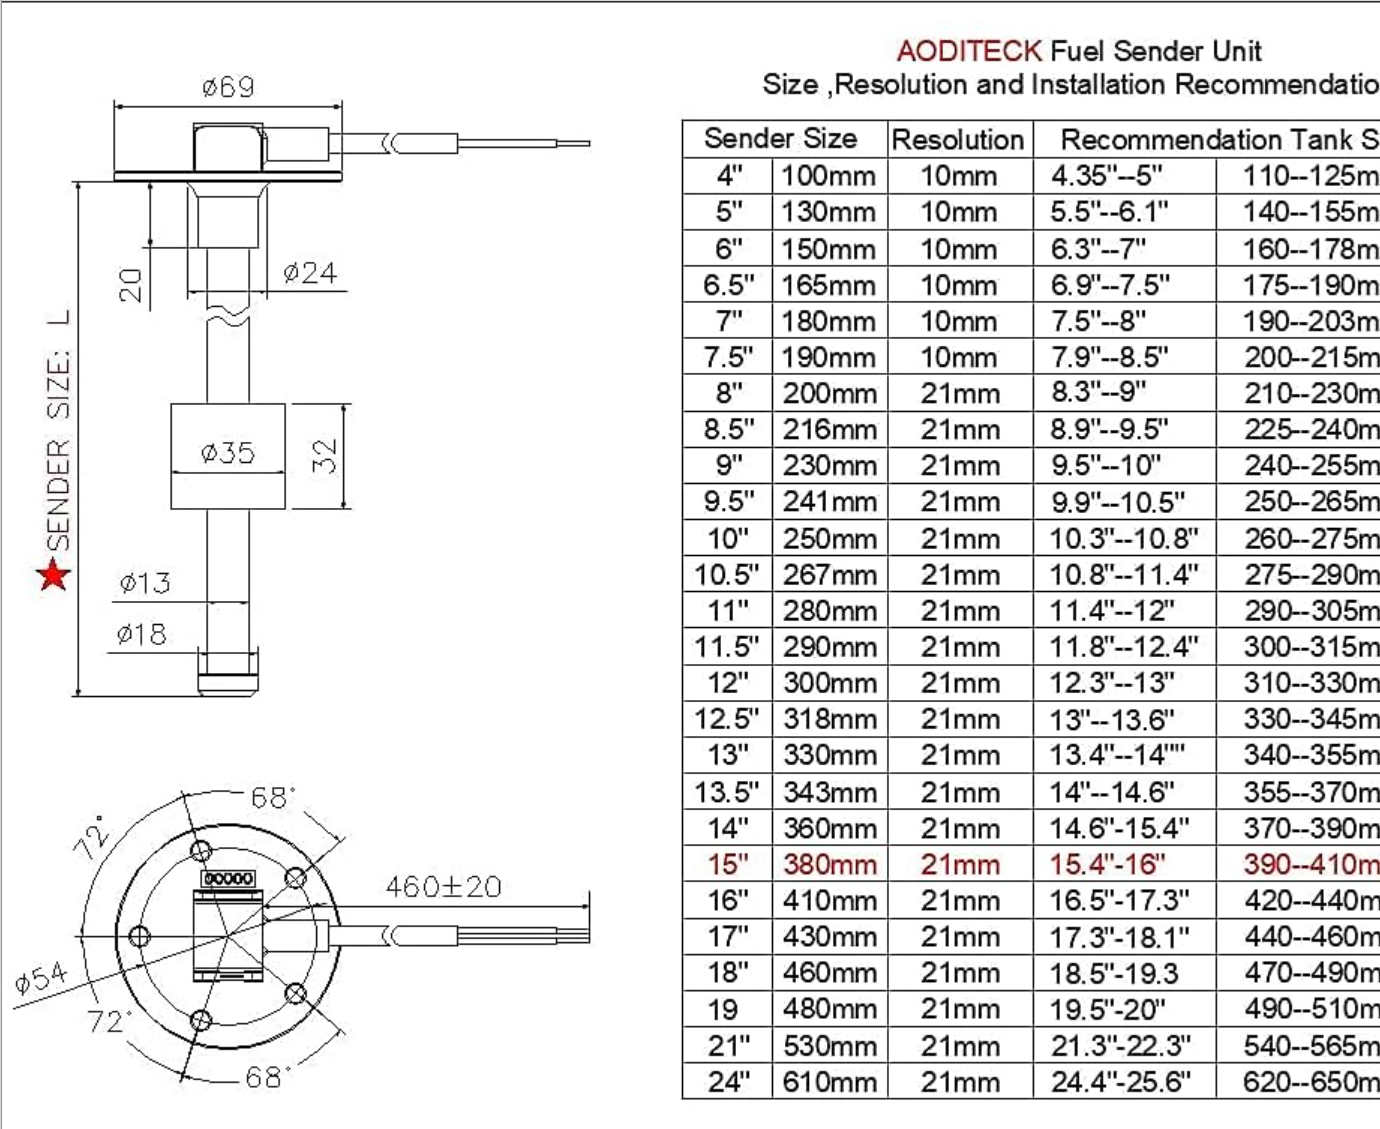 AODITECK Fuel Sender Unit
Size ,Resolution and Installation Recommendatio
Sender Size Resolution Recommendation Tank S
4" 100mm 10mm 4.35"--5" 110--125m
5" 130mm 10mm 5.5"--6.1" 140--155m
6" 150mm 10mm 6.3"--7" 160--178m
6.5" 165mm 10mm 6.9"--7.5" 175--190m
7" 180mm 10mm 7.5"--8" 190--203m
7.5" 190mm 10mm 7.9"--8.5" 200--215m
8" 200mm 21mm 8.3"--9" 210--230m
8.5" 216mm 21mm 8.9"--9.5" 225--240m
9" 230mm 21mm 9.5"--10" 240--255m
9.5" 241mm 21mm 9.9"--10.5" 250--265m
10" 250mm 21mm 10.3"--10.8" 260--275m
10.5" 267mm 21mm 10.8"--11.4" 275--290m
11" 280mm 21mm 11.4"--12" 290--305m
11.5" 290mm 21mm 11.8"--12.4" 300--315m
12" 300mm 21mm 12.3"--13" 310--330m
12.5" 318mm 21mm 13"--13.6" 330--345m
13" 330mm 21mm 13.4"--14"" 340--355m
13.5" 343mm 21mm 14"--14.6" 355--370m
14" 360mm 21mm 14.6"-15.4" 370--390m
15" 380mm 21mm 15.4"-16" 390--410m
16" 410mm 21mm 16.5"-17.3" 420--440m
17" 430mm 21mm 17.3"-18.1" 440--460m
18" 460mm 21mm 18.5"-19.3 470--490m
19 480mm 21mm 19.5"-20" 490--510m
21" 530mm 21mm 21.3"-22.3" 540--565m
24" 610mm 21mm 24.4"-25.6" 620--650m
ø69
20
ø24
SENDER SIZE: L
ø35
32
ø13
ø18
68°
72°
460±20
ø54
72°
68°